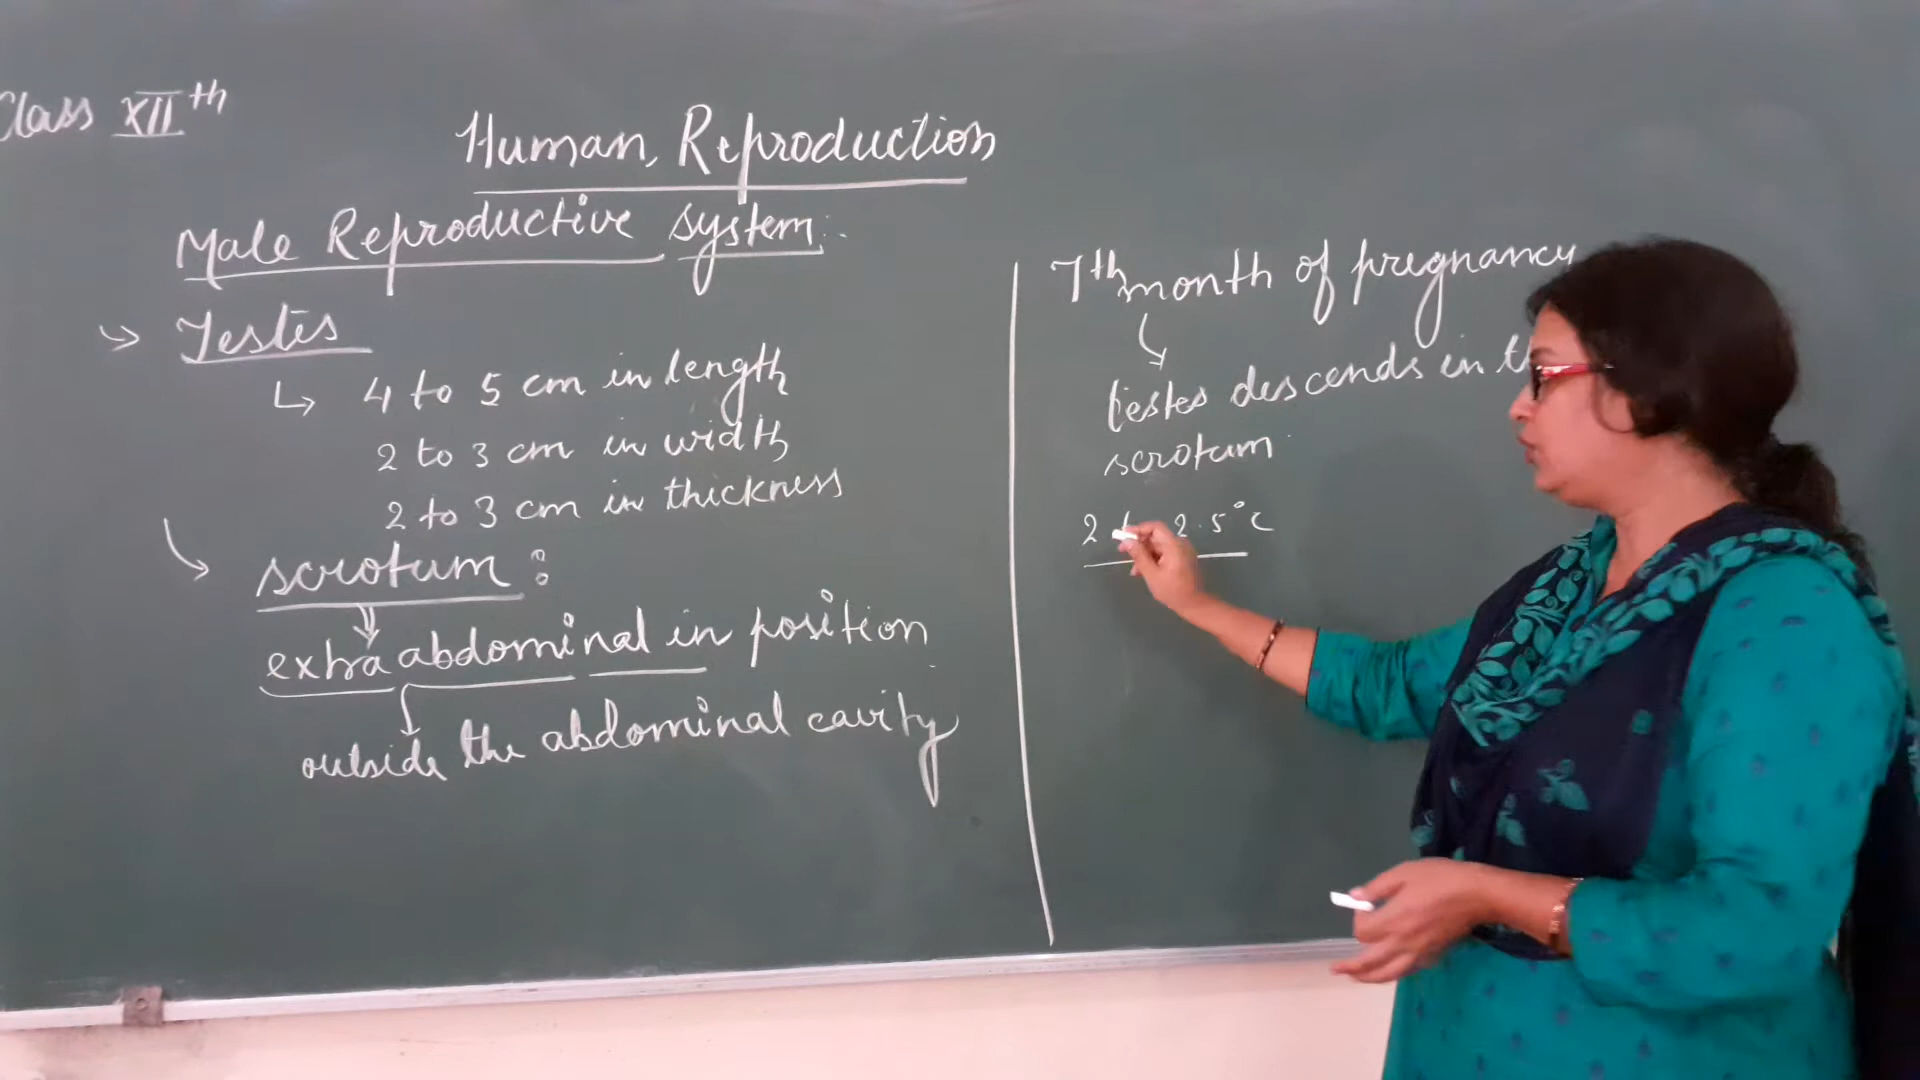 Class XIIth
Human Reproduction
Male Reproductive system:
Testes
4 to 5 cm in length
2 to 3 cm in width
2 to 3 cm in thickness
scrotum:
extra abdominal in position
outside the abdominal cavity
7th month of pregnancy
testes descends in
scrotum
2 2.5°C